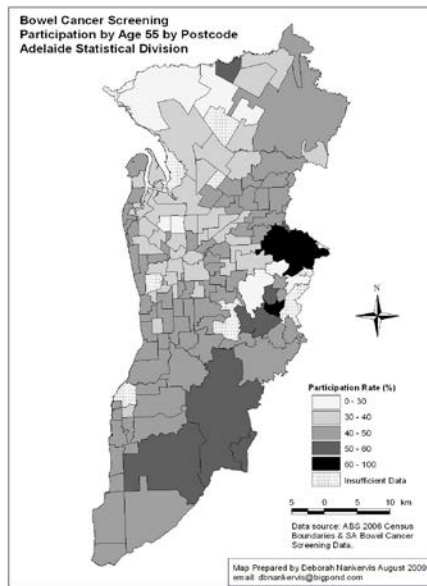 Bowel Cancer Screening
Participation by Age 55 by Postcode
Adelaide Statistical Division
N
Participation Rate (%)
0 - 30
30 - 40
40 - 50
50 - 60
60 - 100
Insufficient Data
5 0 5 10 km
Data source: ABS 2006 Census
Boundaries & SA Bowel Cancer
Screening Data.
Map Prepared by Deborah Nankervis August 2009
email. dbnankervis@bigpond.com